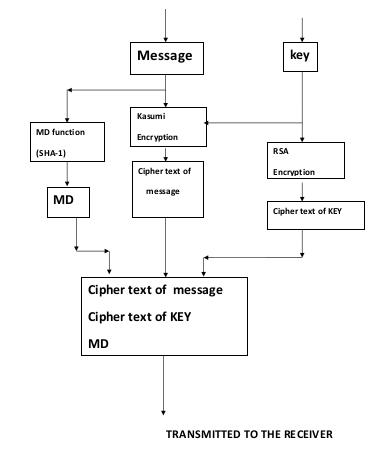 Message
key
MD function
(SHA-1)
Kasumi
Encryption
RSA
Encryption
Cipher text of
message
MD
Cipher text of KEY
Cipher text of message
Cipher text of KEY
MD
TRANSMITTED TO THE RECEIVER